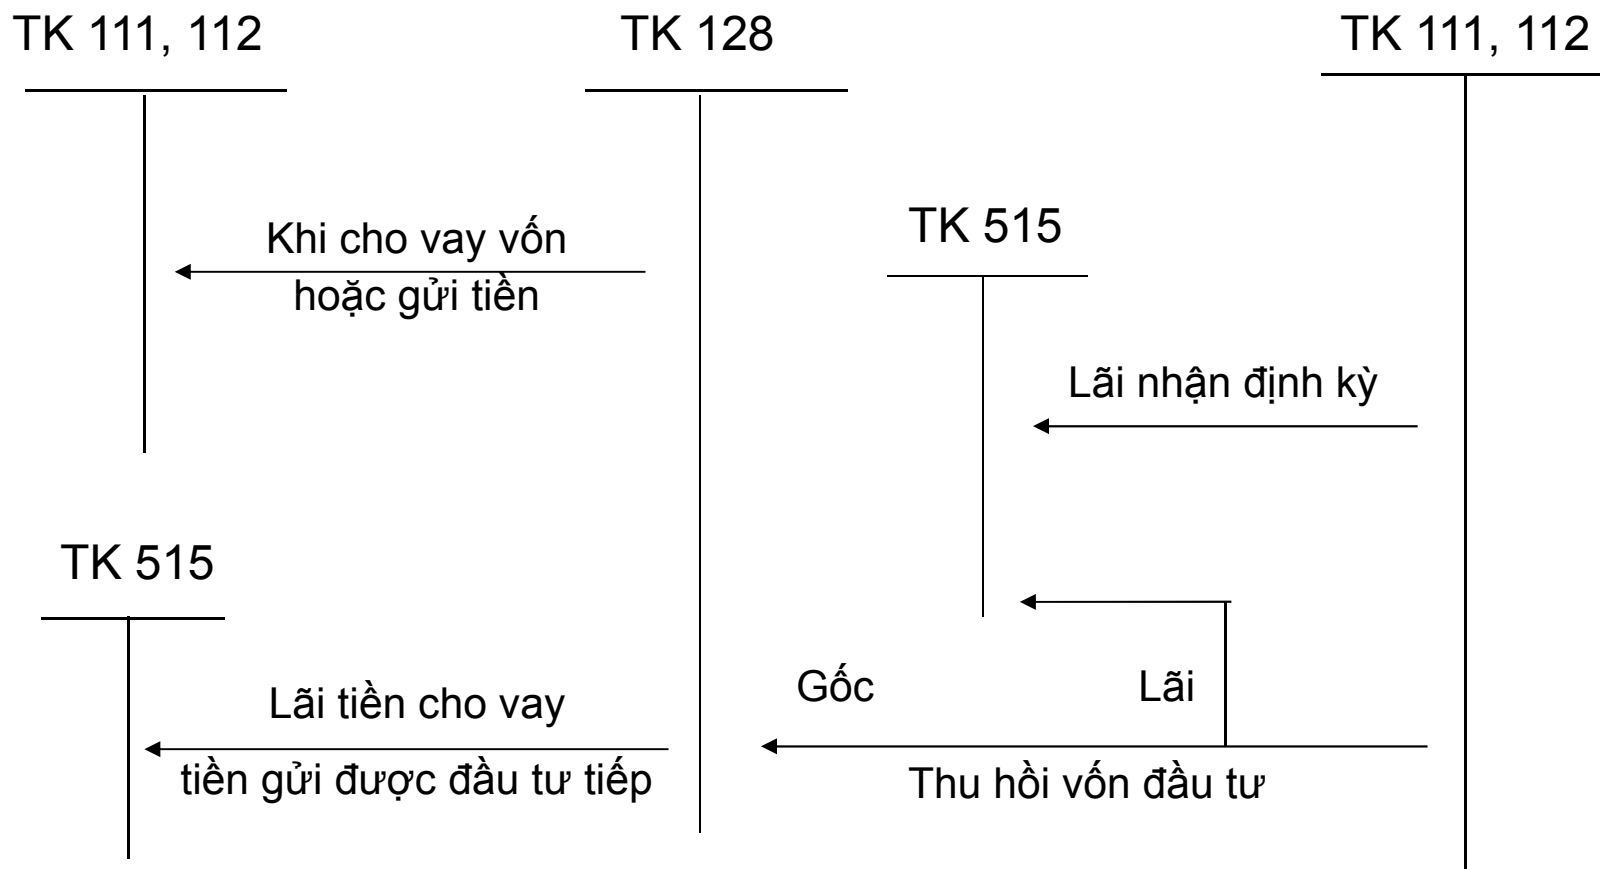 TK 111, 112
TK 128
TK 111, 112
TK 515
Khi cho vay vốn
hoặc gửi tiền
Lãi nhận định kỳ
TK 515
Gốc
Lãi
Lãi tiền cho vay
tiền gửi được đầu tư tiếp
Thu hồi vốn đầu tư